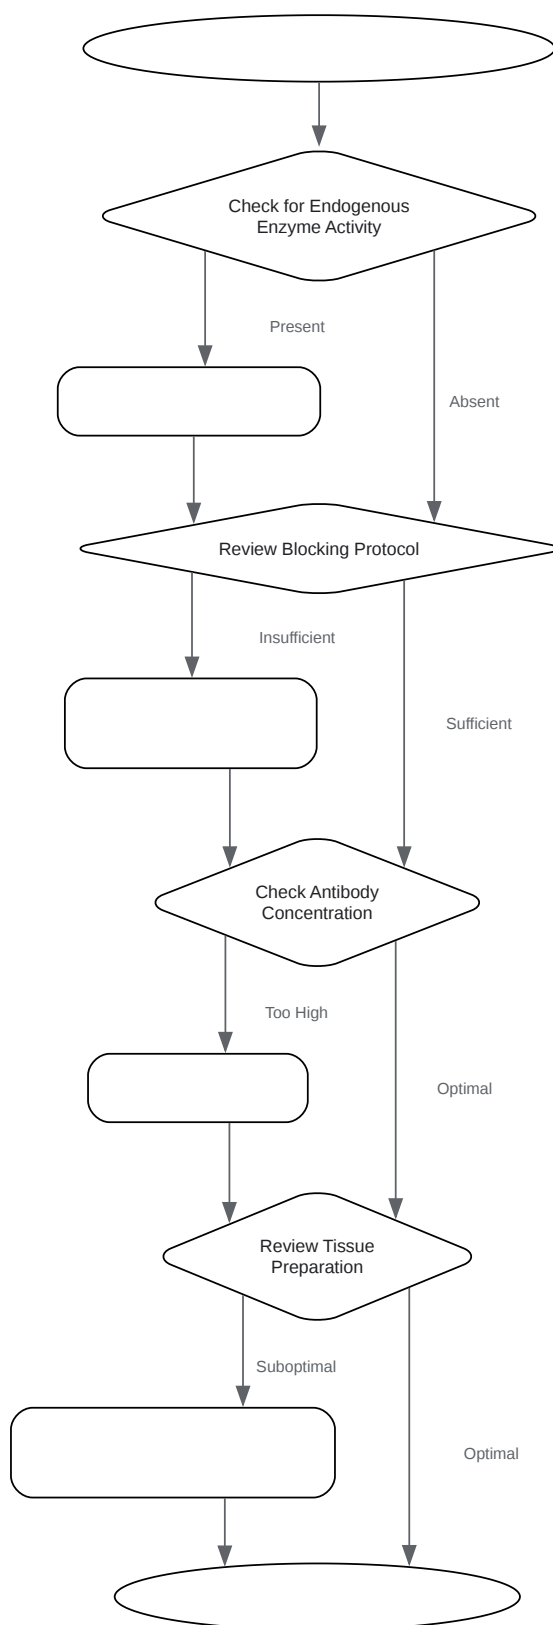 Check for Endogenous
Enzyme Activity
Present
Absent
Review Blocking Protocol
Insufficient
Sufficient
Check Antibody
Concentration
Too High
Optimal
Review Tissue
Preparation
Suboptimal
Optimal